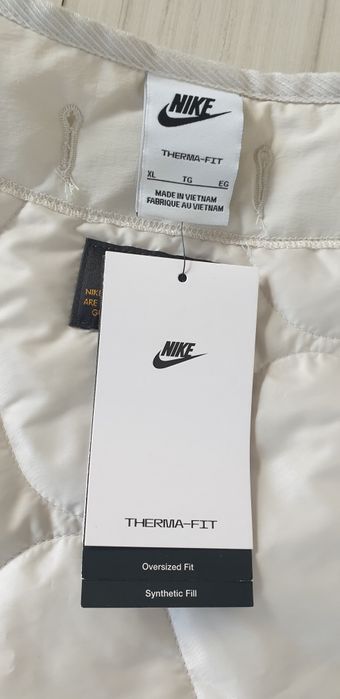 NIKE
THERMA-FIT
XL TG EG
MADE IN VIETNAM
FABRIQUE AU VIETNAM
ARE
NIKE
THERMA-FIT
Oversized Fit
Synthetic Fill